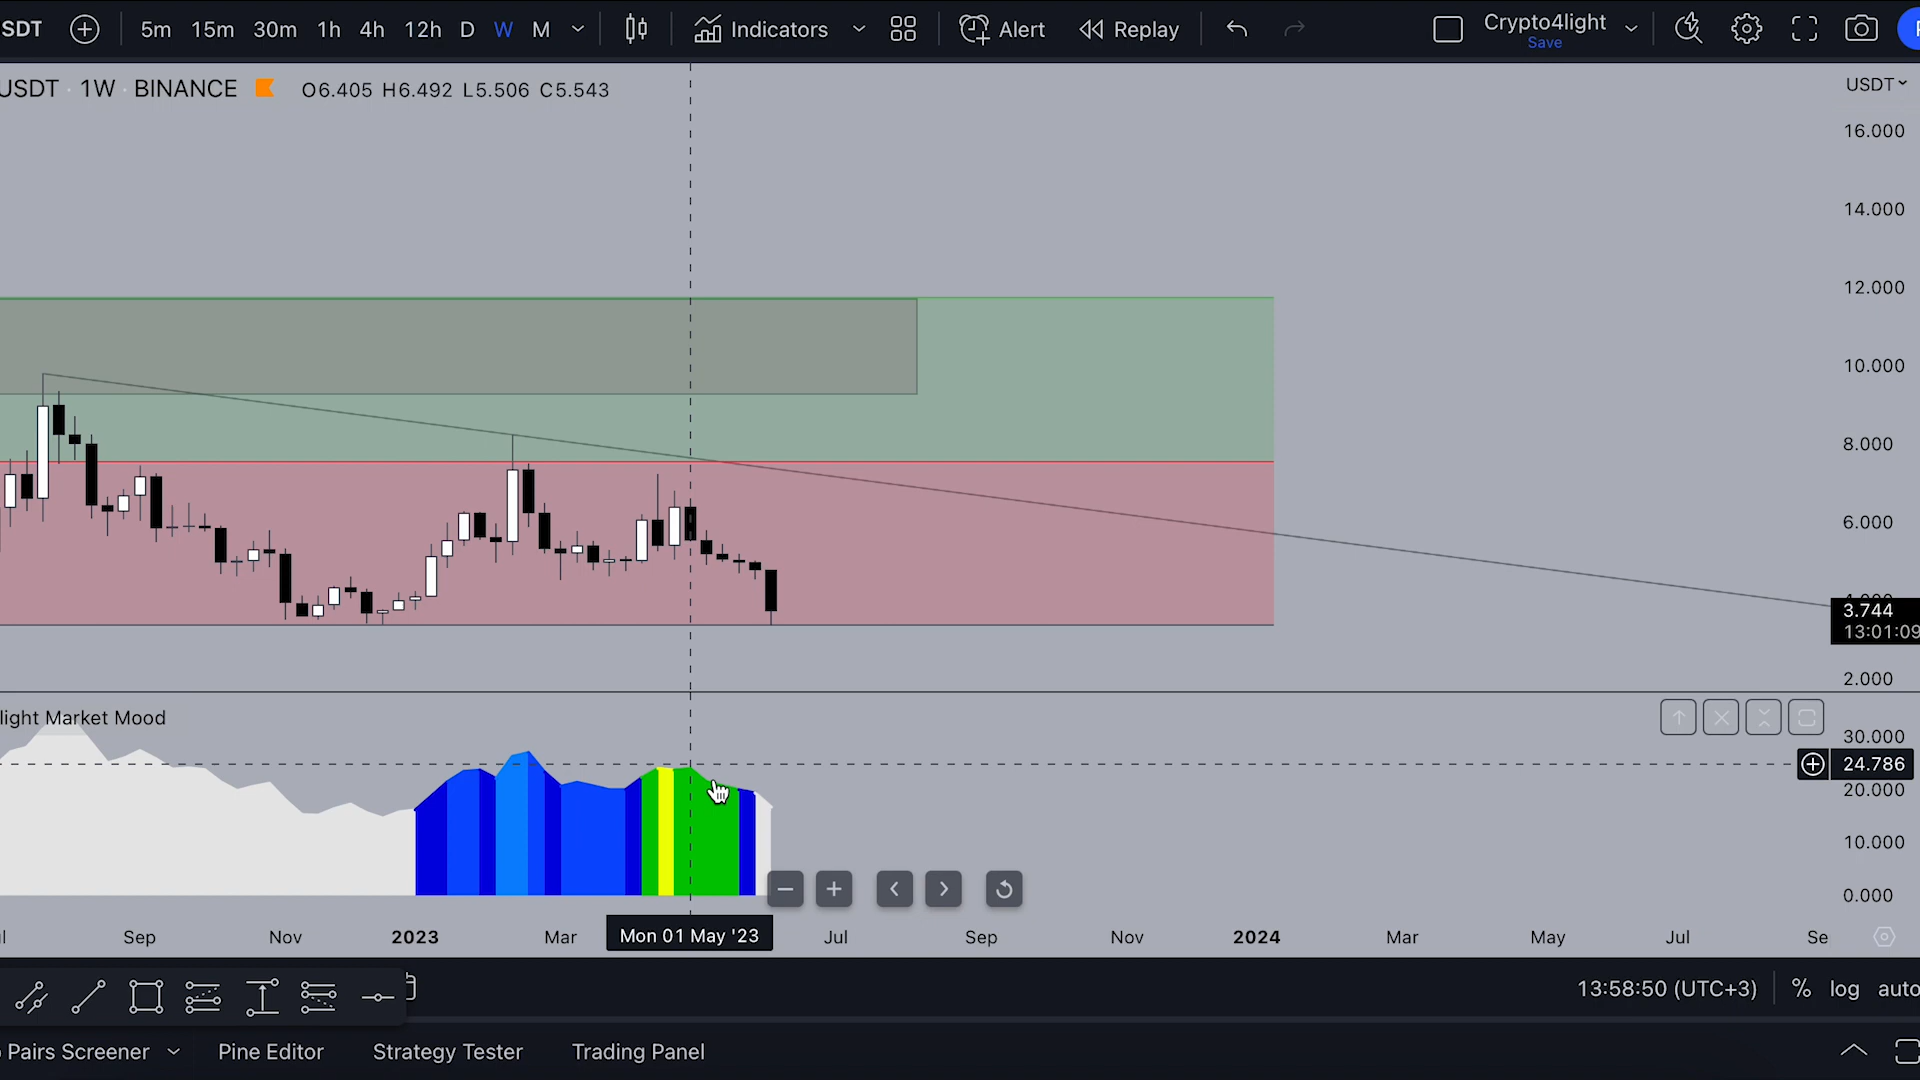 SDT 5m 15m 30m 1h 4h 12h D W M Indicators Alert Replay Crypto4light
Save
USDT · 1W · BINANCE O6.405 H6.492 L5.506 C5.543
USDT
16.000
14.000
12.000
10.000
8.000
6.000
3.744
13:01:09
2.000
light Market Mood
30.000
24.786
20.000
10.000
0.000
Sep Nov 2023 Mar Mon 01 May '23 Jul Sep Nov 2024 Mar May Jul Se
13:58:50 (UTC+3) % log auto
Pairs Screener Pine Editor Strategy Tester Trading Panel